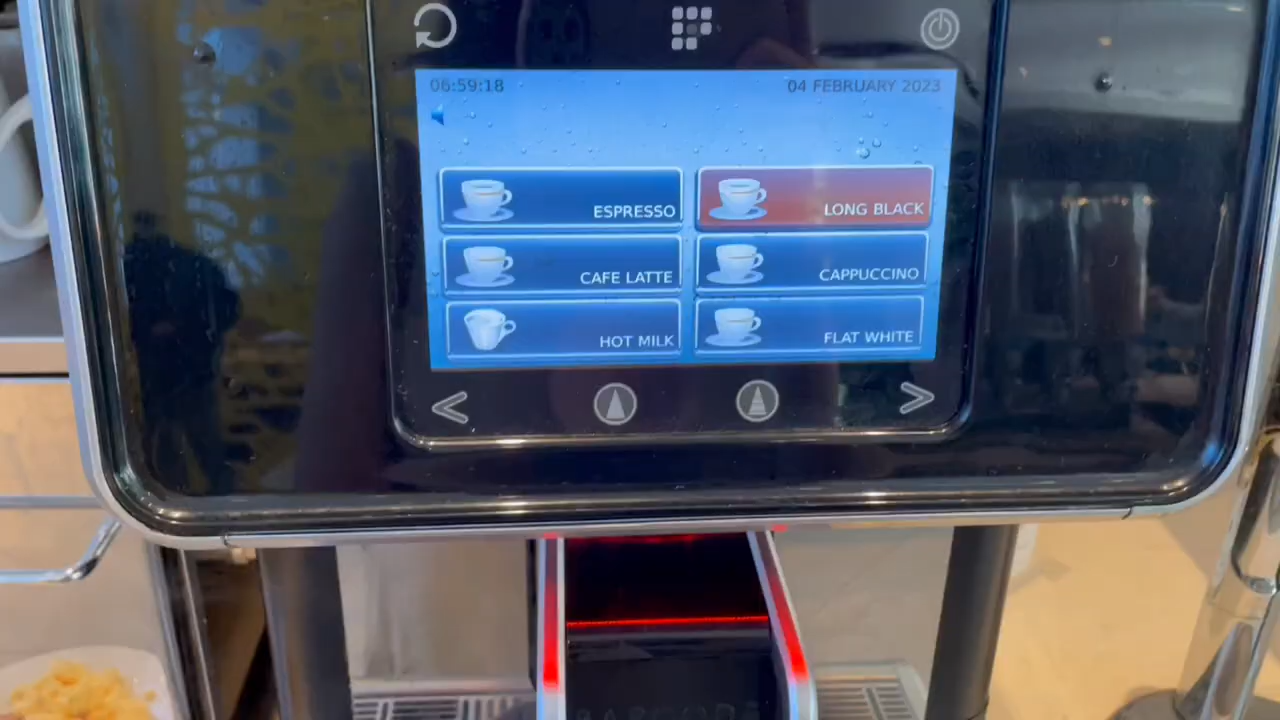 06:59:18 04 FEBRUARY 2023
ESPRESSO LONG BLACK
CAFE LATTE CAPPUCCINO
HOT MILK FLAT WHITE